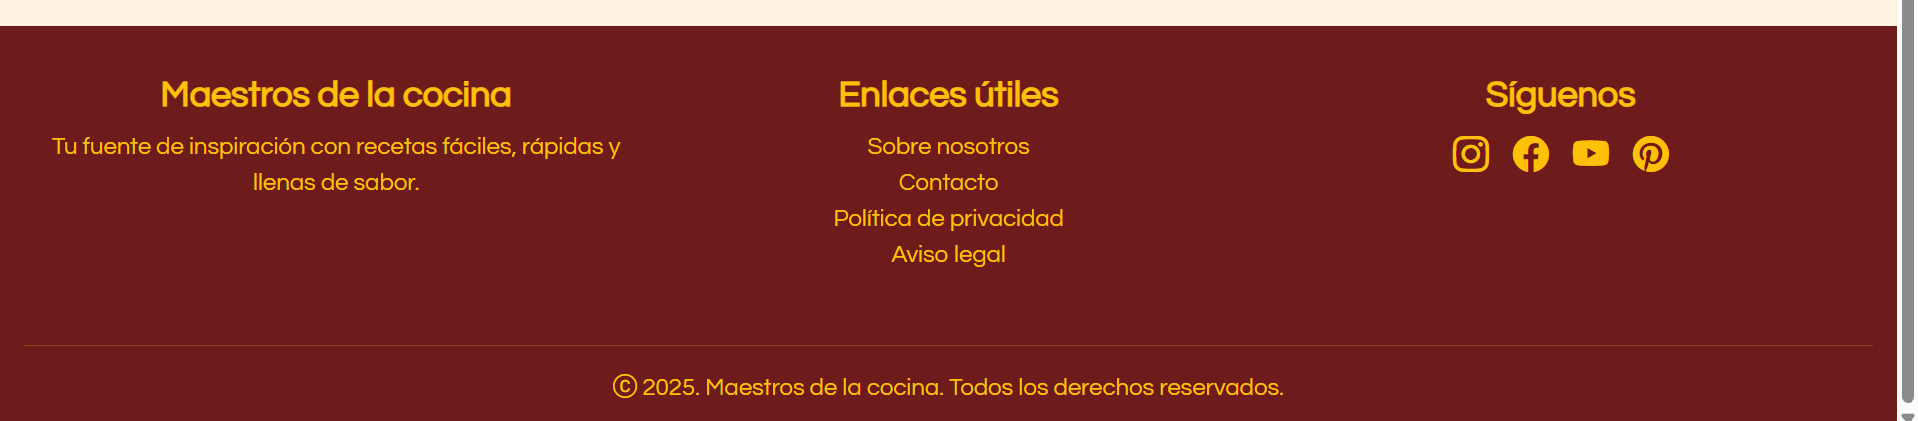 Maestros de la cocina
Tu fuente de inspiración con recetas fáciles, rápidas y
llenas de sabor.
Enlaces útiles
Sobre nosotros
Contacto
Política de privacidad
Aviso legal
Síguenos
© 2025. Maestros de la cocina. Todos los derechos reservados.